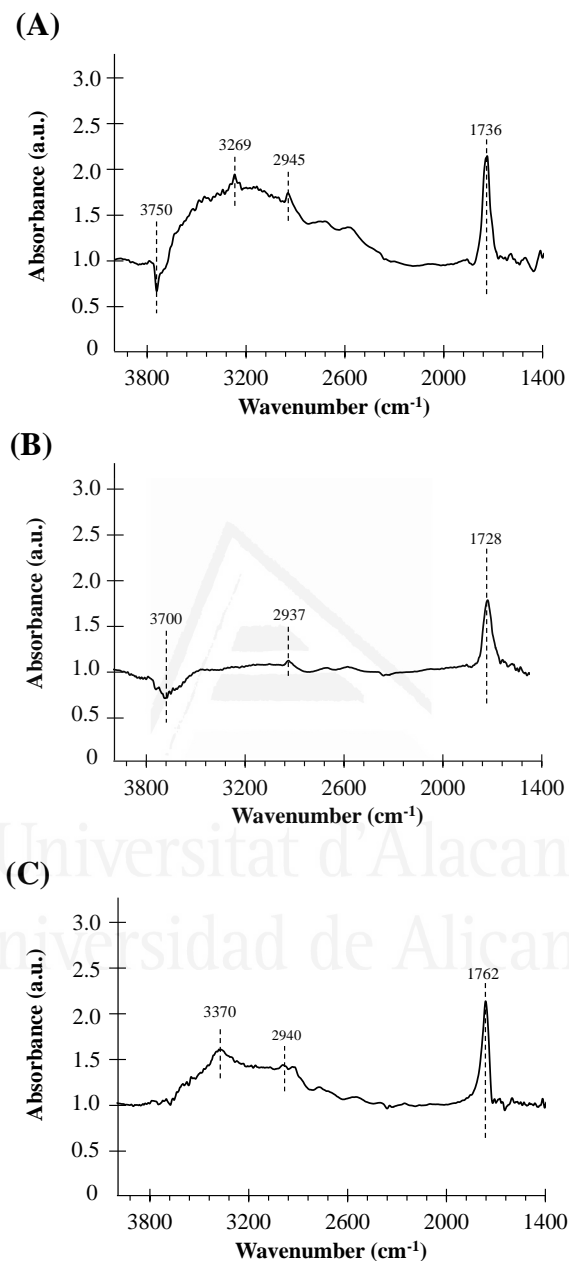 (A)
3.0
2.5
2.0
1.5
1.0
0.5
0
Absorbance (a.u.)
3750
3269
2945
1736
3800 3200 2600 2000 1400
Wavenumber (cm-1)
(B)
3.0
2.5
2.0
1.5
1.0
0.5
0
Absorbance (a.u.)
3700
2937
1728
3800 3200 2600 2000 1400
Wavenumber (cm-1)
Universitat d'Alacan
(C)
niversidad de Alican
3.0
2.5
2.0
1.5
1.0
0.5
0
Absorbance (a.u.)
3370
2940
1762
3800 3200 2600 2000 1400
Wavenumber (cm-1)